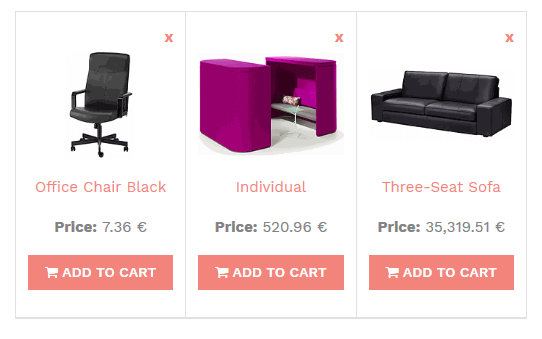 x
x
x
Office Chair Black
Individual
Three-Seat Sofa
Price: 7.36 €
Price: 520.96 €
Price: 35,319.51 €
ADD TO CART
ADD TO CART
ADD TO CART